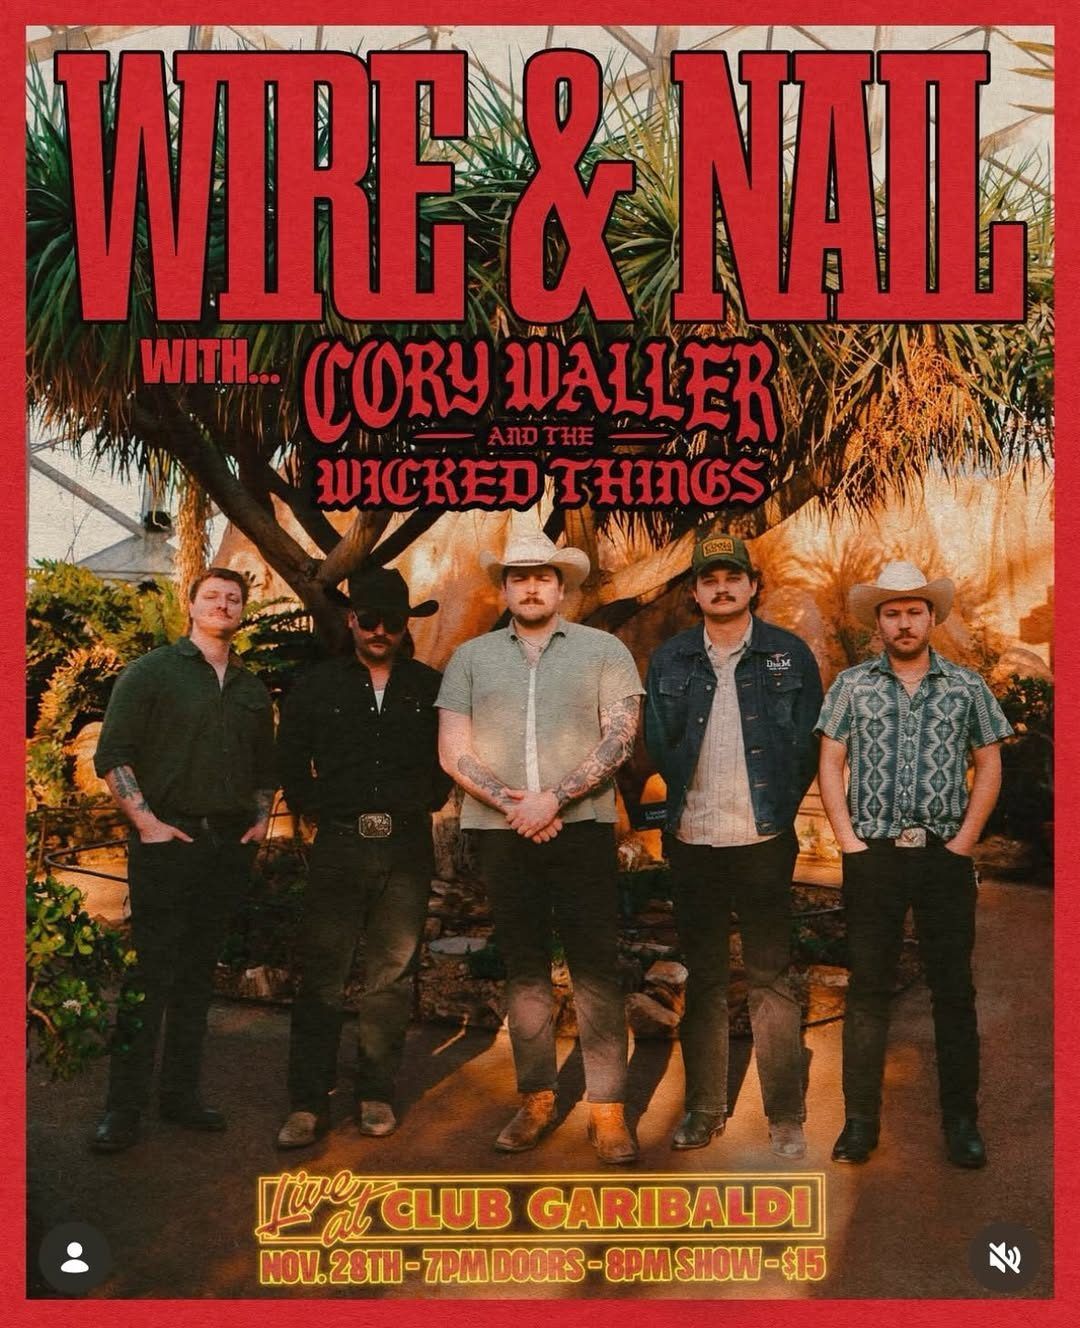 WIRE & NAIL
WITH...
CORY WALLER
AND THE
WICKED THINGS
COORS
D M
Live at CLUB GARIBALDI
NOV. 28TH - 7PM DOORS - 8PM SHOW - $15